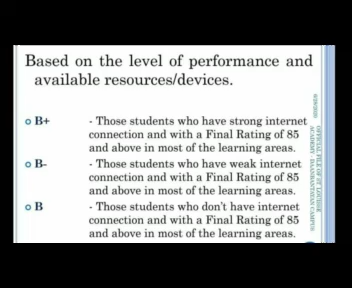 Based on the level of performance and
available resources/devices.
B+ - Those students who have strong internet
connection and with a Final Rating of 85
and above in most of the learning areas.
B- - Those students who have weak internet
connection and with a Final Rating of 85
and above in most of the learning areas.
B - Those students who don't have internet
connection and with a Final Rating of 85
and above in most of the learning areas.